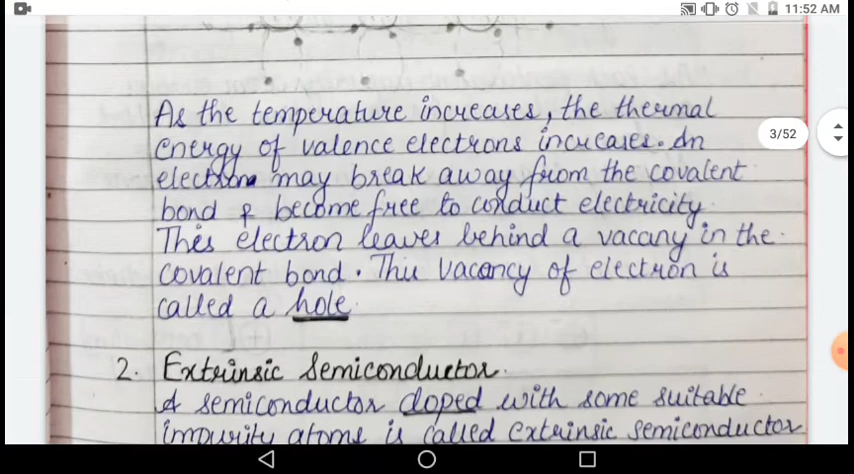 11:52 AM
As the temperature increases, the thermal
energy of valence electrons increases. An
3/52
electron may break away from the covalent
bond & become free to conduct electricity.
This electron leaves behind a vacany in the
covalent bond. This vacancy of electron is
called a hole.
2. Extrinsic Semiconductor.
A semiconductor doped with some suitable
impurity atoms is called extrinsic semiconductor